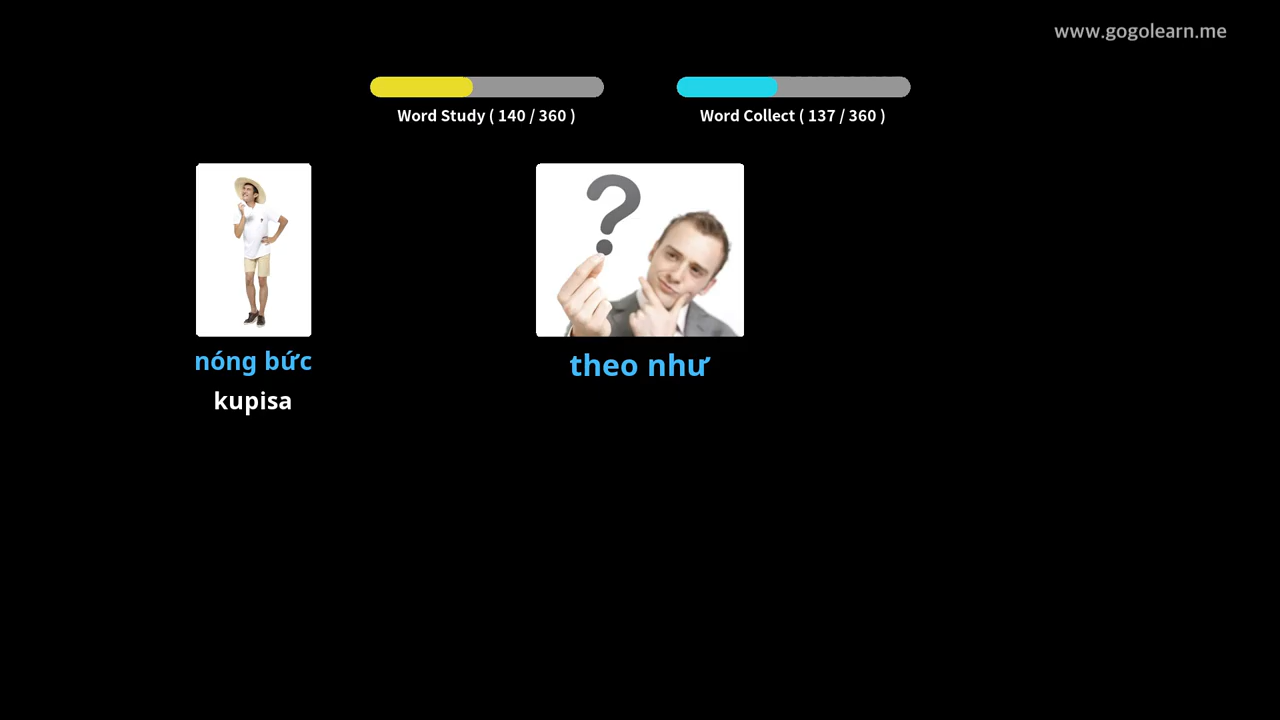 www.gogolearn.me
Word Study ( 140 / 360 )
Word Collect ( 137 / 360 )
nóng bức
kupisa
theo như